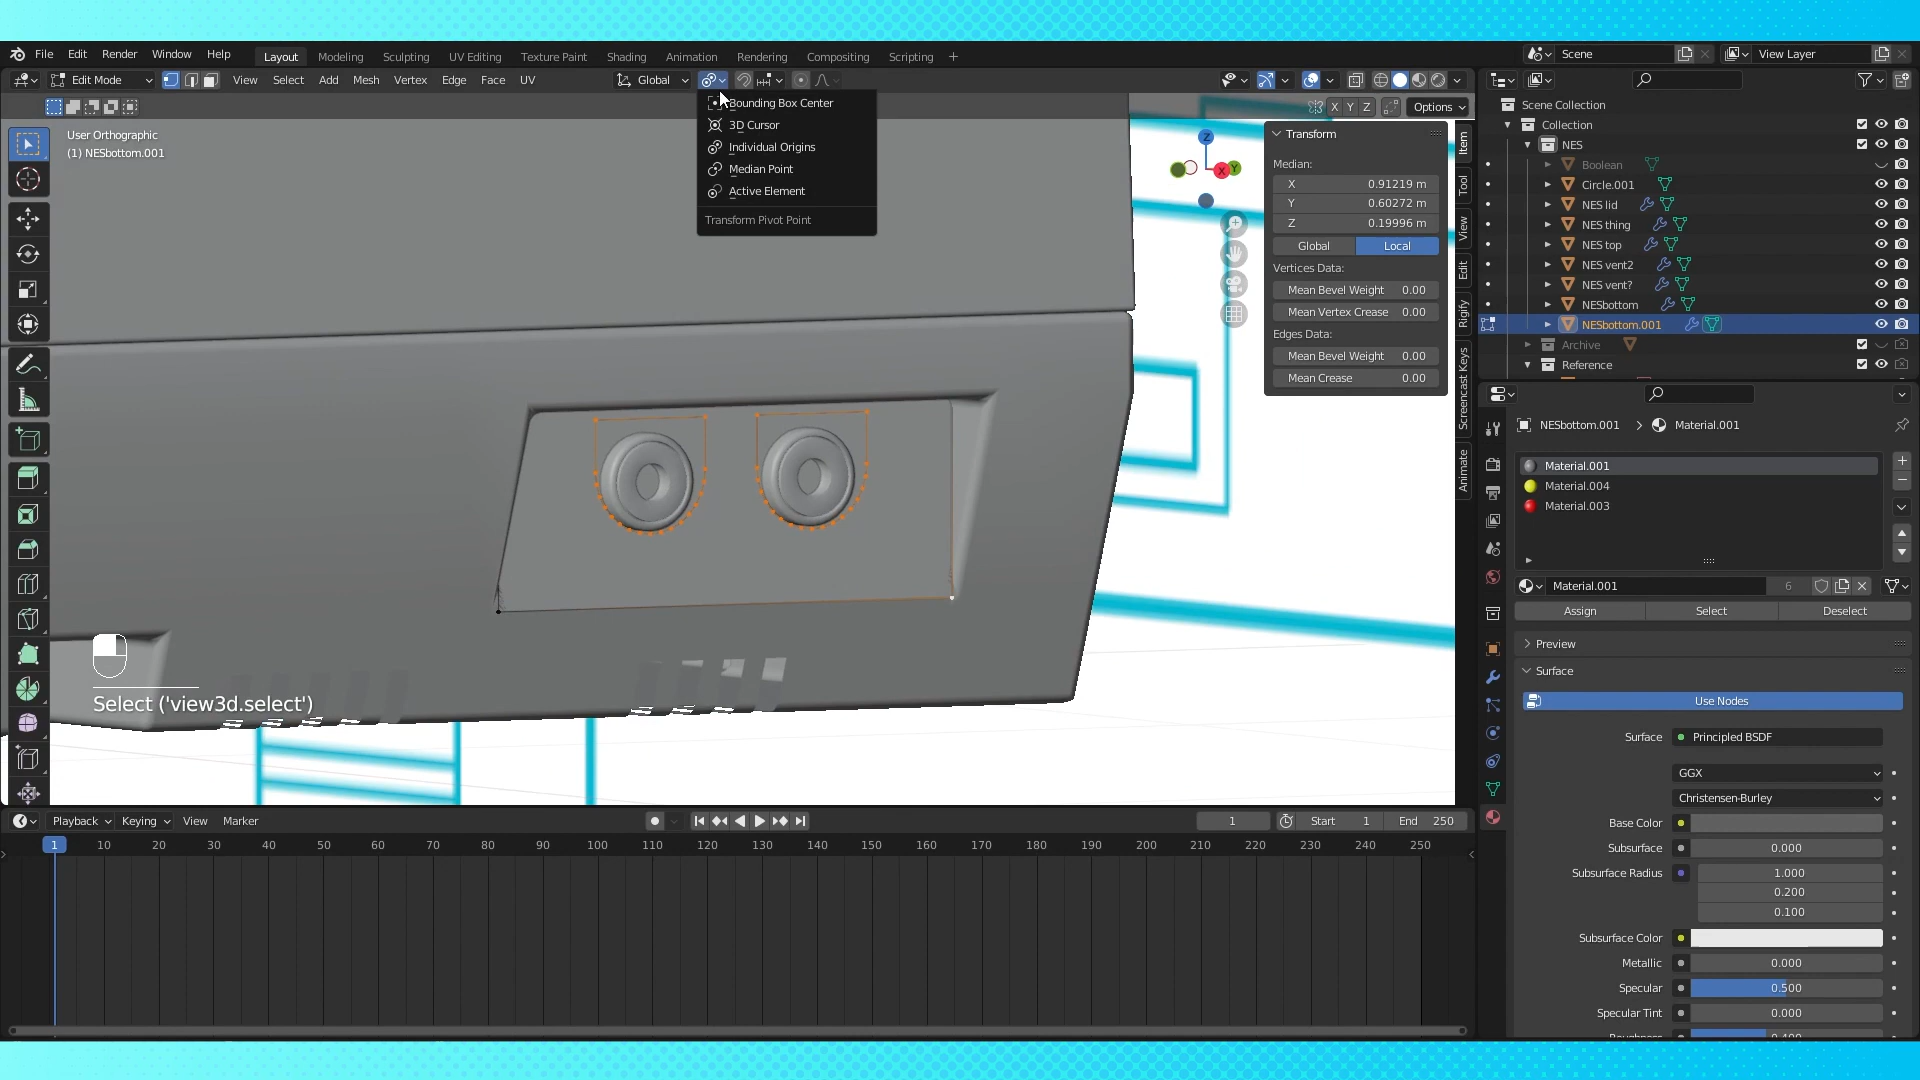 File Edit Render Window Help Layout Modeling Sculpting UV Editing Texture Paint Shading Animation Rendering Compositing Scripting + Scene View Layer
Edit Mode View Select Add Mesh Vertex Edge Face UV Global
X Y Z Options
User Orthographic
(1) NESbottom.001
Bounding Box Center
3D Cursor
Individual Origins
Median Point
Active Element
Transform Pivot Point
Z
X
Y
Transform
Median:
X 0.91219 m
Y 0.60272 m
Z 0.19996 m
Global Local
Vertices Data:
Mean Bevel Weight 0.00
Mean Vertex Crease 0.00
Edges Data:
Mean Bevel Weight 0.00
Mean Crease 0.00
Item
Tool
View
Edit
Rigify
Screencast Keys
Animate
Select ('view3d.select')
Scene Collection
Collection
NES
Boolean
Circle.001
NES lid
NES thing
NES top
NES vent2
NES vent?
NESbottom
NESbottom.001
Archive
Reference
NESbottom.001 Material.001
Material.001
Material.004
Material.003
Material.001 6
Assign Select Deselect
Preview
Surface
Use Nodes
Surface Principled BSDF
GGX
Christensen-Burley
Base Color
Subsurface 0.000
Subsurface Radius 1.000
0.200
0.100
Subsurface Color
Metallic 0.000
Specular 0.500
Specular Tint 0.000
Playback Keying View Marker 1 Start 1 End 250
1 10 20 30 40 50 60 70 80 90 100 110 120 130 140 150 160 170 180 190 200 210 220 230 240 250